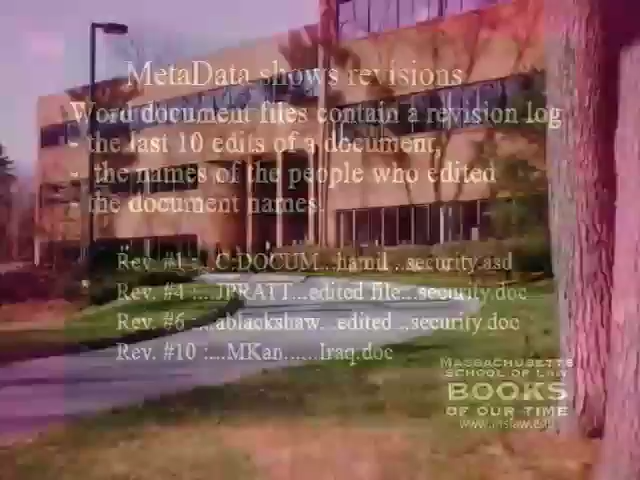 MetaData shows revisions
Word document files contain a revision log
- the last 10 edits of a document,
- the names of the people who edited
the document names.
Rev. #1 :.. C:DOCUM...hamil...security.asd
Rev. #4 :....JPRATT...edited file...security.doc
Rev. #6 :...ablackshaw...edited...security.doc
Rev. #10 :....MKan.......Iraq.doc
MASSACHUSETTS
SCHOOL OF LAW
BOOKS
OF OUR TIME
www.mslaw.edu